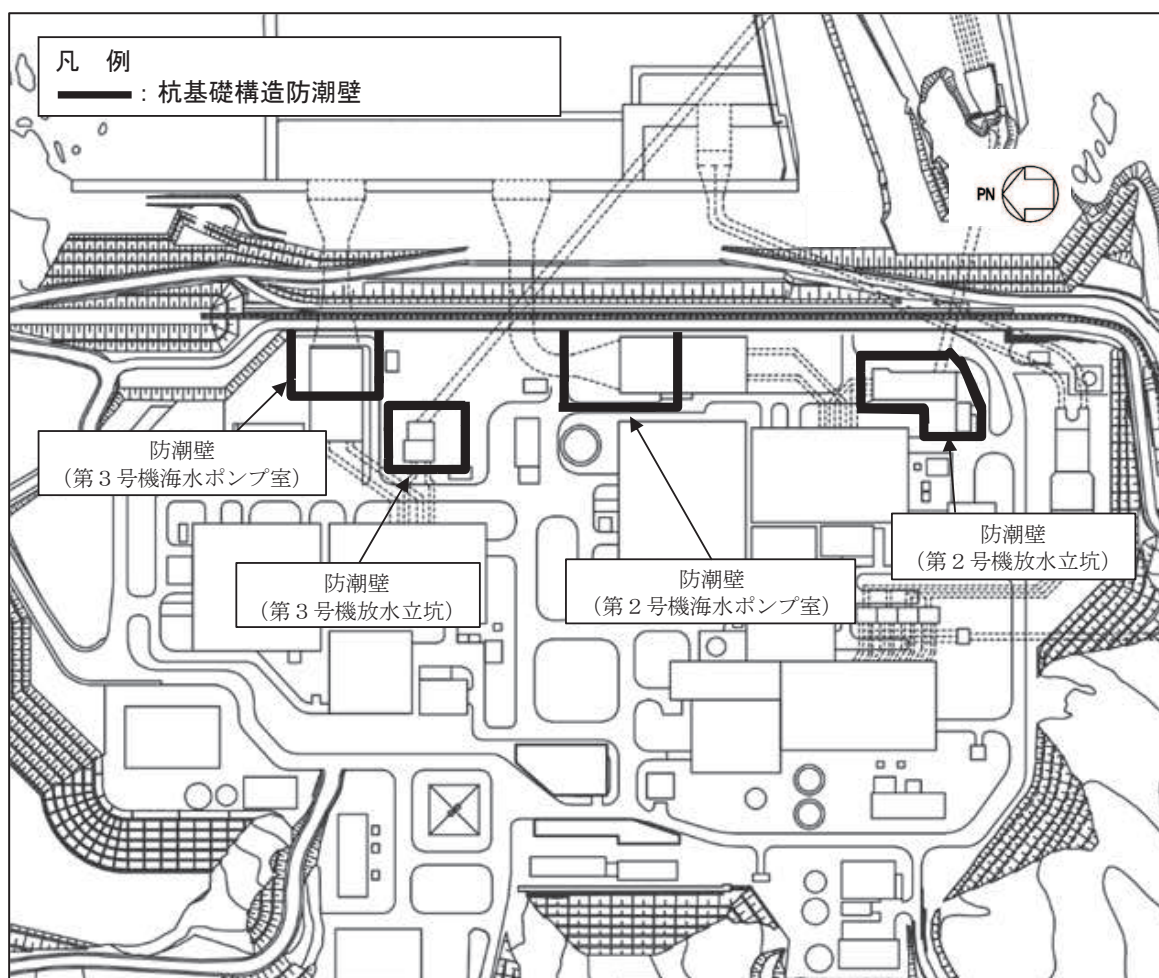 凡 例
: 杭基礎構造防潮壁
PN
防潮壁
(第3号機海水ポンプ室)
防潮壁
(第3号機放水立坑)
防潮壁
(第2号機海水ポンプ室)
防潮壁
(第2号機放水立坑)